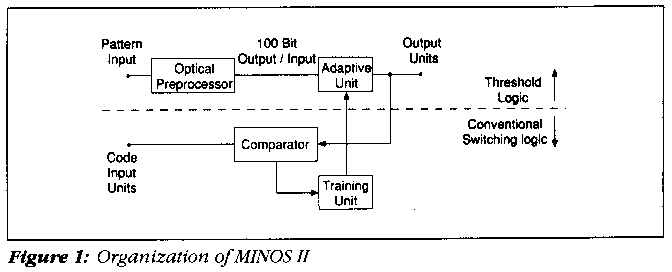 Pattern
Input
Optical
Preprocessor
100 Bit
Output / Input
Adaptive
Unit
Output
Units
Threshold
Logic
Conventional
Switching logic
Code
Input
Units
Comparator
Training
Unit
Figure 1: Organization of MINOS II